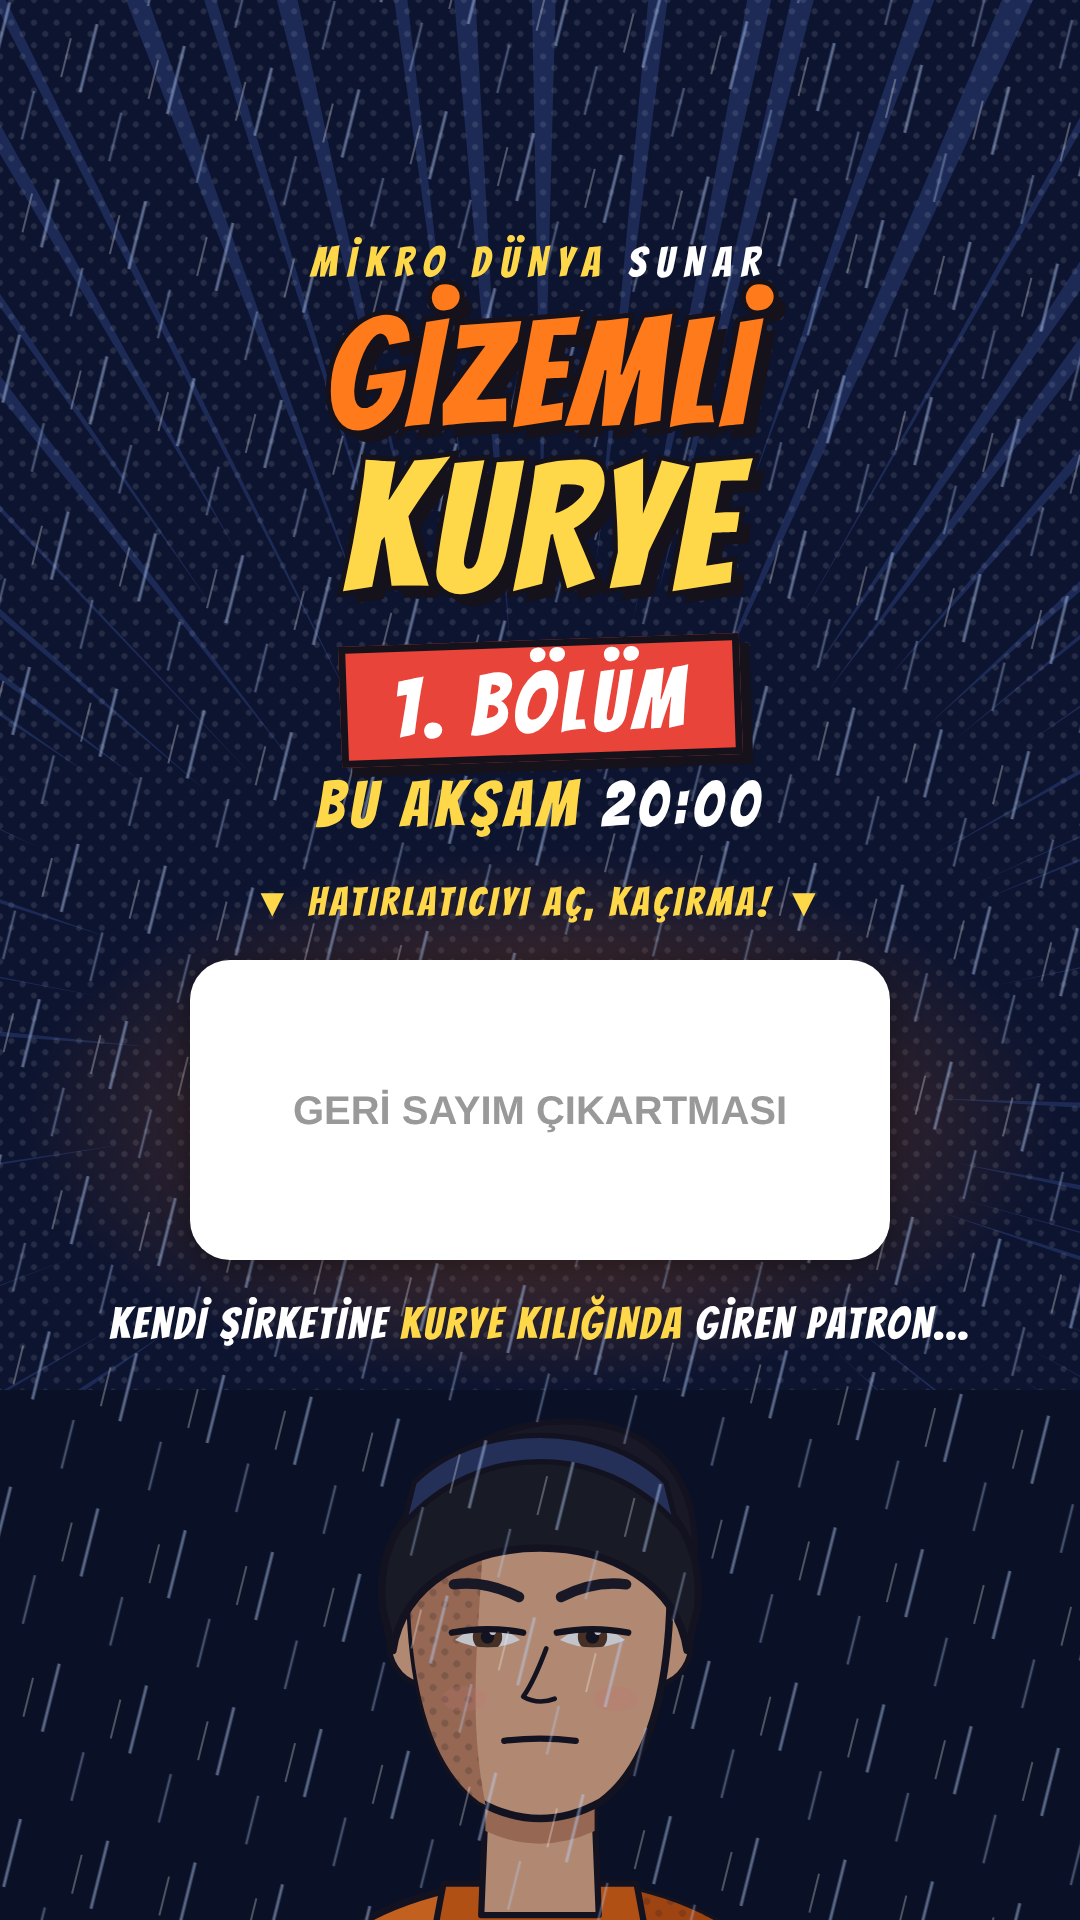 MİKRO DÜNYA SUNAR
GİZEMLİ
KURYE
1. BÖLÜM
BU AKŞAM 20:00
▼ HATIRLATICIYI AÇ, KAÇIRMA! ▼
GERİ SAYIM ÇIKARTMASI
KENDİ ŞİRKETİNE KURYE KILIĞINDA GİREN PATRON...